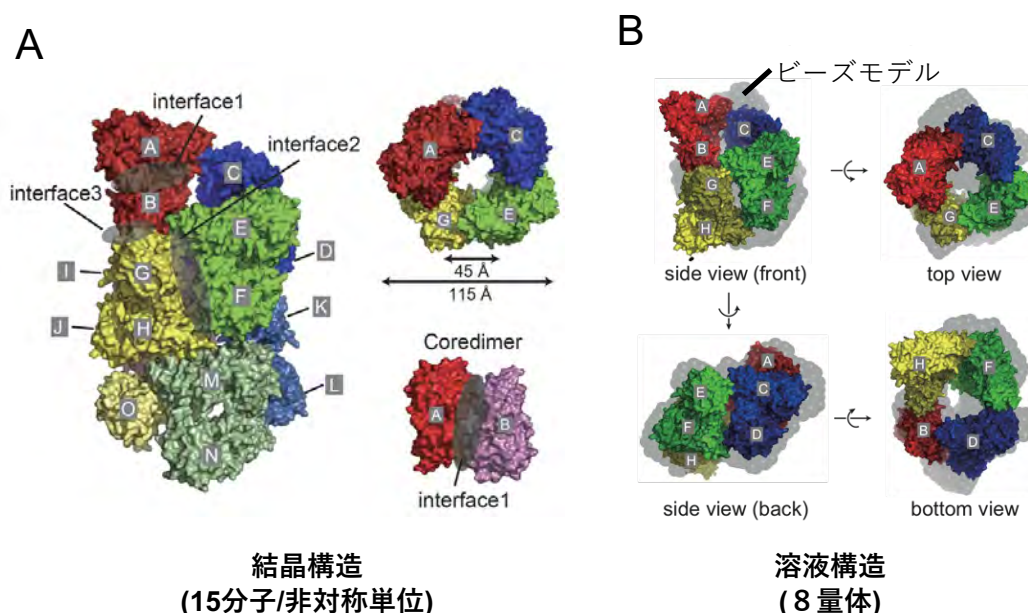 A
interface1
interface2
interface3
A
B
C
E
D
G
F
I
H
J
K
M
L
O
N
A
C
G
E
45 Å
115 Å
Coredimer
A
B
interface1
結晶構造
(15分子/非対称単位)
B
ビーズモデル
A
C
B
E
G
F
H
side view (front)
A
C
G
E
top view
A
E
C
F
D
H
side view (back)
H
F
B
D
bottom view
溶液構造
(８量体)